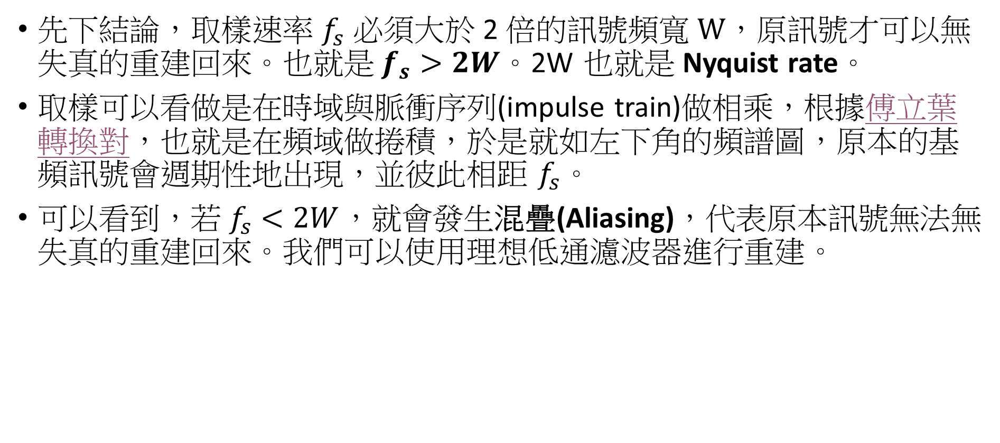 • 先下結論，取樣速率 fₛ 必須大於 2 倍的訊號頻寬 W，原訊號才可以無
失真的重建回來。也就是 fₛ > 2W。2W 也就是 Nyquist rate。
• 取樣可以看做是在時域與脈衝序列(impulse train)做相乘，根據傅立葉
轉換對，也就是在頻域做捲積，於是就如左下角的頻譜圖，原本的基
頻訊號會週期性地出現，並彼此相距 fₛ。
• 可以看到，若 fₛ < 2W，就會發生混疊(Aliasing)，代表原本訊號無法無
失真的重建回來。我們可以使用理想低通濾波器進行重建。